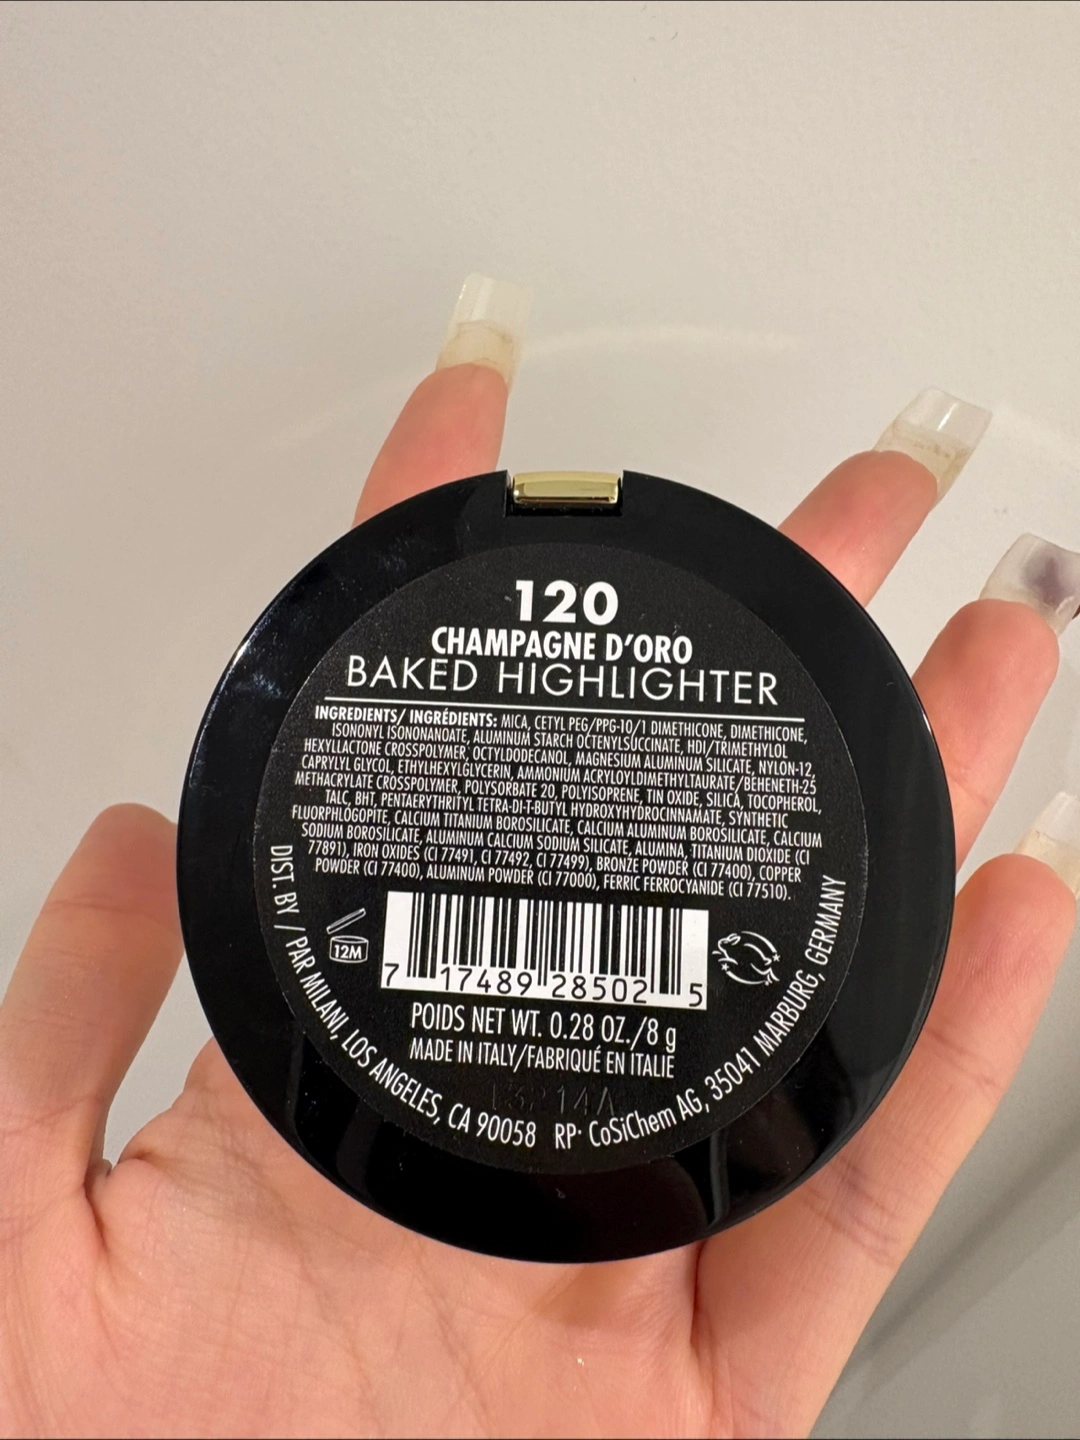 120
CHAMPAGNE D'ORO
BAKED HIGHLIGHTER
INGREDIENTS/ INGRÉDIENTS: MICA, CETYL PEG/PPG-10/1 DIMETHICONE, DIMETHICONE,
ISONONYL ISONONANOATE, ALUMINUM STARCH OCTENYLSUCCINATE, HDI/TRIMETHYLOL
HEXYLLACTONE CROSSPOLYMER, OCTYLDODECANOL, MAGNESIUM ALUMINUM SILICATE, NYLON-12,
CAPRYLYL GLYCOL, ETHYLHEXYLGLYCERIN, AMMONIUM ACRYLOYLDIMETHYLTAURATE/BEHENETH-25
METHACRYLATE CROSSPOLYMER, POLYSORBATE 20, POLYISOPRENE, TIN OXIDE, SILICA, TOCOPHEROL,
TALC, BHT, PENTAERYTHRITYL TETRA-DI-T-BUTYL HYDROXYHYDROCINNAMATE, SYNTHETIC
FLUORPHLOGOPITE, CALCIUM TITANIUM BOROSILICATE, CALCIUM ALUMINUM BOROSILICATE, CALCIUM
SODIUM BOROSILICATE, ALUMINUM CALCIUM SODIUM SILICATE, ALUMINA, TITANIUM DIOXIDE (CI
77891), IRON OXIDES (CI 77491, CI 77492, CI 77499), BRONZE POWDER (CI 77400), COPPER
POWDER (CI 77400), ALUMINUM POWDER (CI 77000), FERRIC FERROCYANIDE (CI 77510).
12M
7 17489 28502 5
POIDS NET WT. 0.28 OZ./8 g
MADE IN ITALY/FABRIQUÉ EN ITALIE
DIST. BY / PAR MILANI, LOS ANGELES, CA 90058 RP· CoSiChem AG, 35041 MARBURG, GERMANY